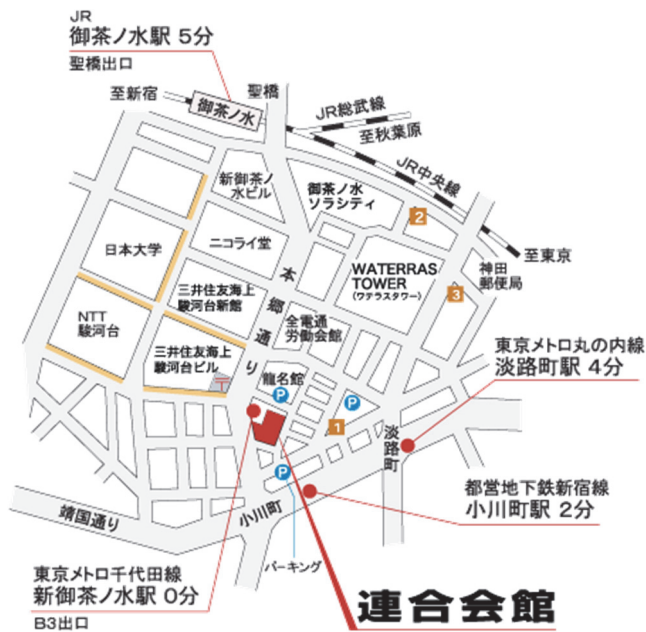 JR
御茶ノ水駅 5分
聖橋出口
至新宿
御茶ノ水
聖橋
JR総武線
至秋葉原
JR中央線
新御茶ノ
水ビル
御茶ノ水
ソラシティ
2
至東京
日本大学
ニコライ堂
本郷通り
WATERRAS
TOWER
(ワテラスタワー)
神田
郵便局
3
三井住友海上
駿河台新館
NTT
駿河台
全電通
労働会館
三井住友海上
駿河台ビル
〒
龍名館
P
P
1
東京メトロ丸の内線
淡路町駅 4分
淡路町
P
都営地下鉄新宿線
小川町駅 2分
小川町
靖国通り
パーキング
東京メトロ千代田線
新御茶ノ水駅 0分
B3出口
連合会館